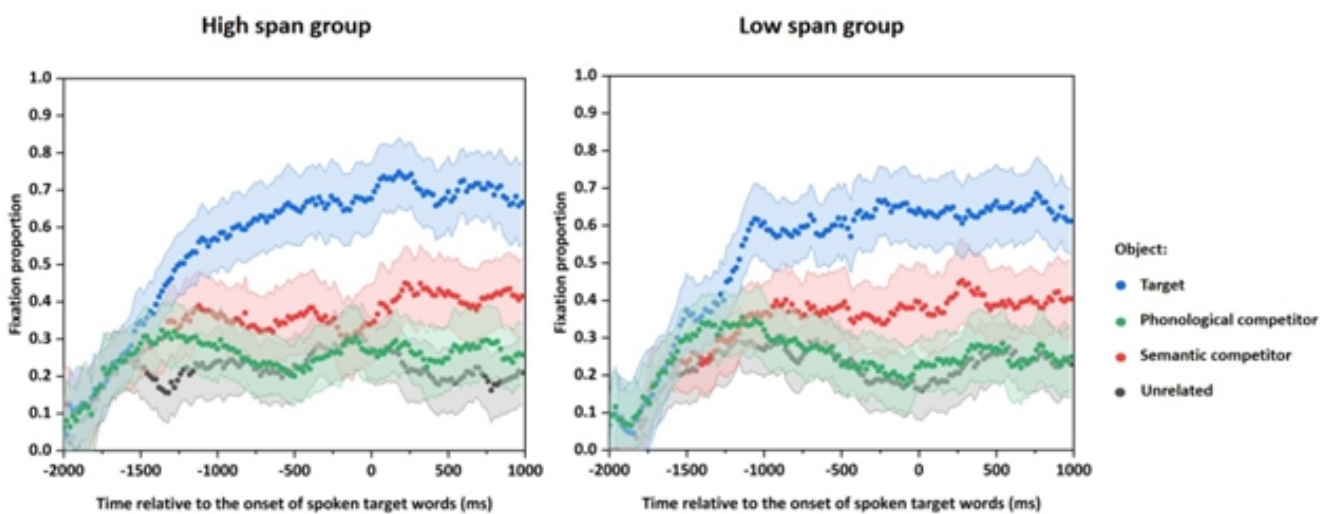 High span group
Low span group
1.0
0.9
0.8
0.7
0.6
0.5
0.4
0.3
0.2
0.1
0.0
Fixation proportion
-2000 -1500 -1000 -500 0 500 1000
Time relative to the onset of spoken target words (ms)
1.0
0.9
0.8
0.7
0.6
0.5
0.4
0.3
0.2
0.1
0.0
Fixation proportion
-2000 -1500 -1000 -500 0 500 1000
Time relative to the onset of spoken target words (ms)
Object:
Target
Phonological competitor
Semantic competitor
Unrelated